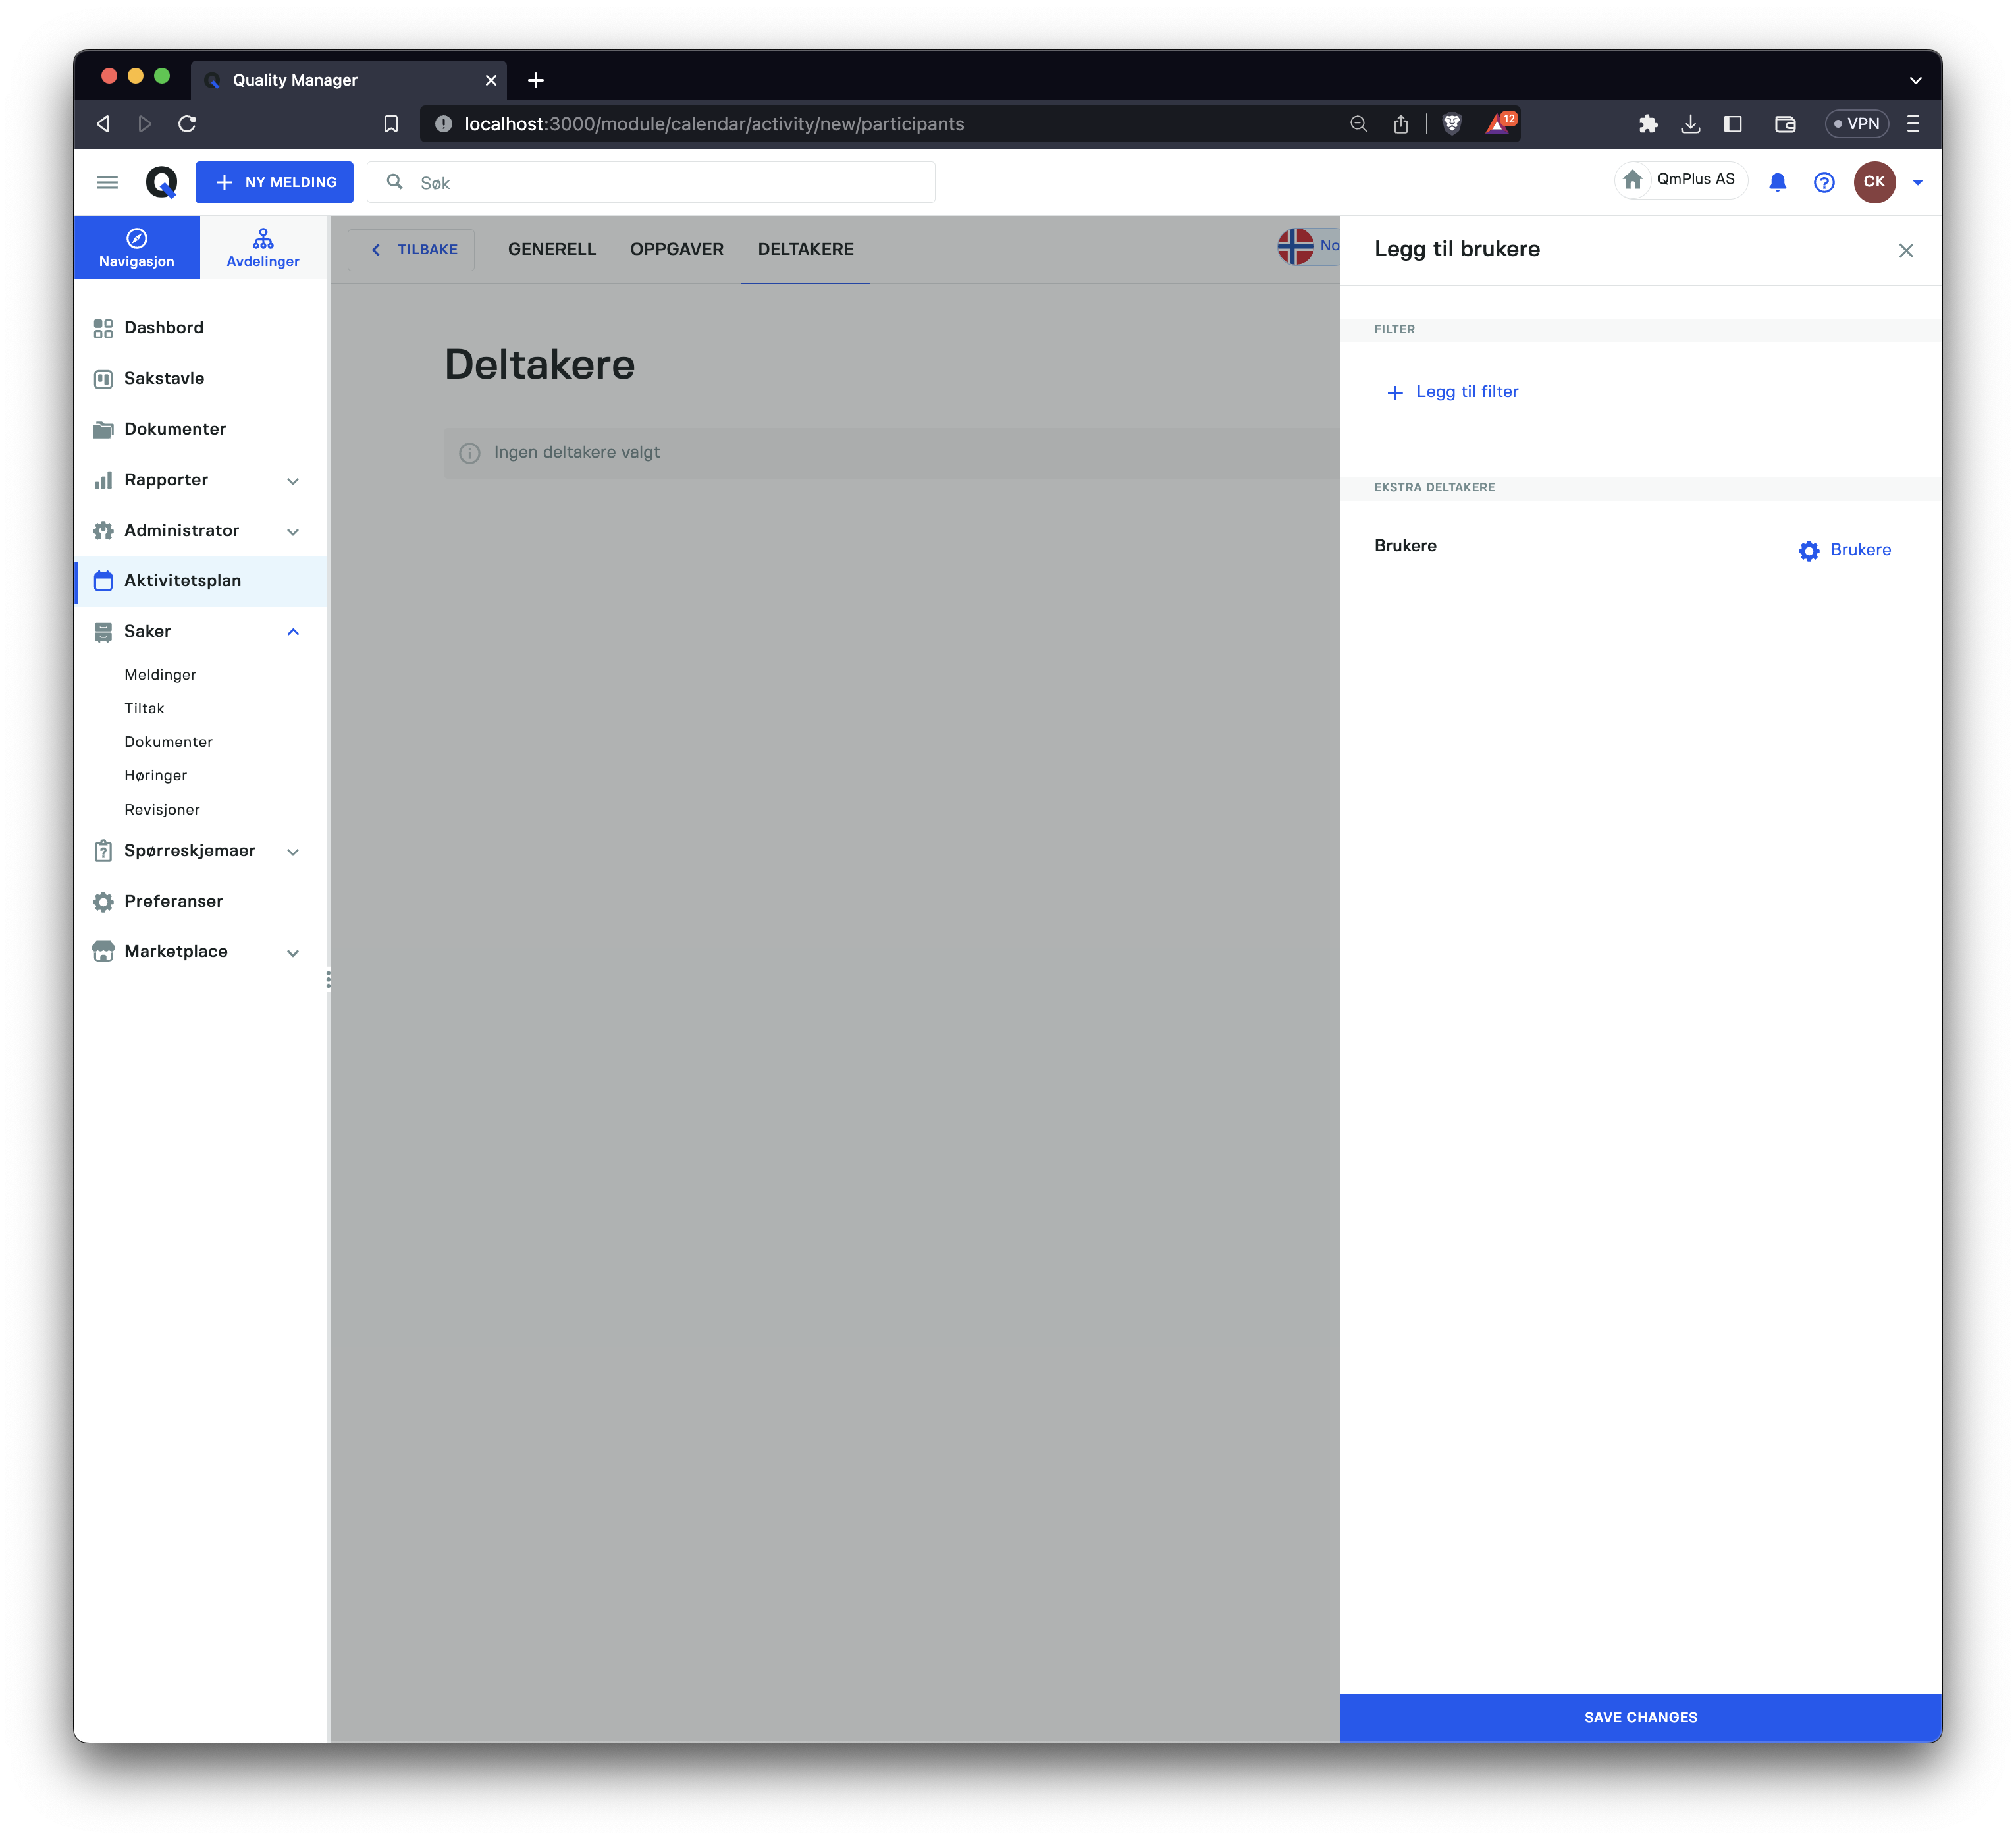 Quality Manager
localhost:3000/module/calendar/activity/new/participants
12
VPN
NY MELDING
Søk
QmPlus AS
CK
Navigasjon
Avdelinger
Dashbord
Sakstavle
Dokumenter
Rapporter
Administrator
Aktivitetsplan
Saker
Meldinger
Tiltak
Dokumenter
Høringer
Revisjoner
Spørreskjemaer
Preferanser
Marketplace
TILBAKE
GENERELL
OPPGAVER
DELTAKERE
No
Deltakere
Ingen deltakere valgt
Legg til brukere
FILTER
Legg til filter
EKSTRA DELTAKERE
Brukere
Brukere
SAVE CHANGES